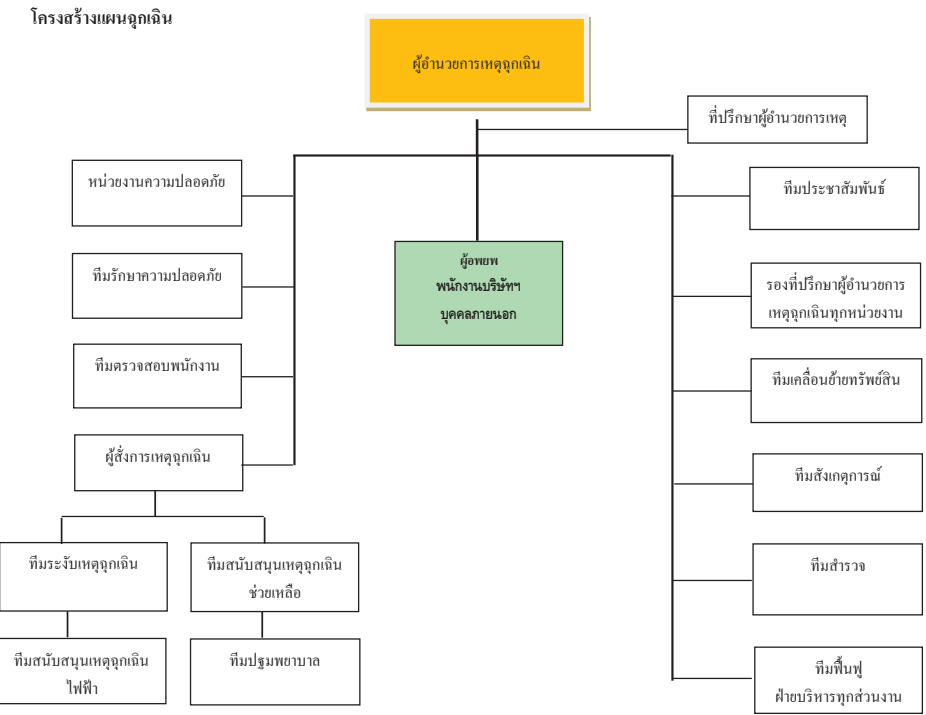 โครงสร้างแผนฉุกเฉิน
ผู้อำนวยการเหตุฉุกเฉิน
ที่ปรึกษาผู้อำนวยการเหตุ
หน่วยงานความปลอดภัย
ทีมรักษาความปลอดภัย
ทีมตรวจสอบพนักงาน
ผู้สั่งการเหตุฉุกเฉิน
ทีมระงับเหตุฉุกเฉิน
ทีมสนับสนุนเหตุฉุกเฉิน
ไฟฟ้า
ทีมสนับสนุนเหตุฉุกเฉิน
ช่วยเหลือ
ทีมปฐมพยาบาล
ผู้อพยพ
พนักงานบริษัทฯ
บุคคลภายนอก
ทีมประชาสัมพันธ์
รองที่ปรึกษาผู้อำนวยการ
เหตุฉุกเฉินทุกหน่วยงาน
ทีมเคลื่อนย้ายทรัพย์สิน
ทีมสังเกตุการณ์
ทีมสำรวจ
ทีมฟื้นฟู
ฝ่ายบริหารทุกส่วนงาน